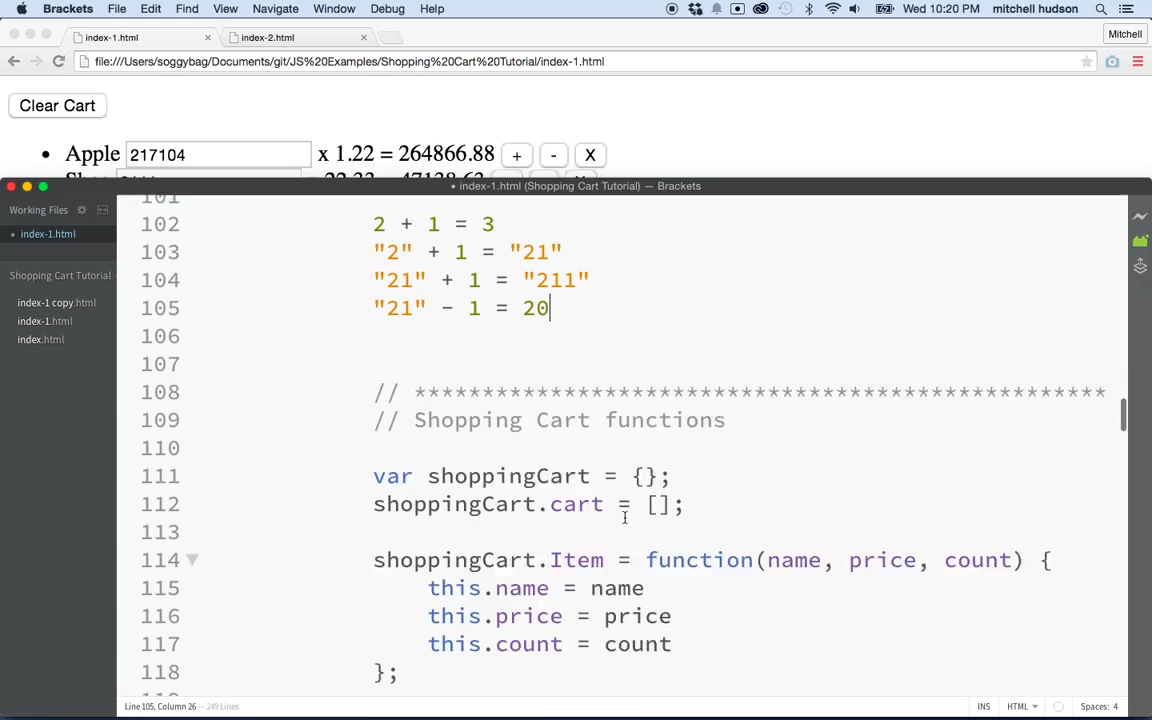 Brackets File Edit Find View Navigate Window Debug Help Wed 10:20 PM mitchell hudson
index-1.html index-2.html Mitchell
file:///Users/soggybag/Documents/git/JS%20Examples/Shopping%20Cart%20Tutorial/index-1.html
Clear Cart
• Apple 217104 x 1.22 = 264866.88 + - X
• index-1.html (Shopping Cart Tutorial) — Brackets
Working Files
• index-1.html
Shopping Cart Tutorial
index-1 copy.html
index-1.html
index.html
101
102 2 + 1 = 3
103 "2" + 1 = "21"
104 "21" + 1 = "211"
105 "21" - 1 = 20
106
107
108 // ***************************************************
109 // Shopping Cart functions
110
111 var shoppingCart = {};
112 shoppingCart.cart = [];
113
114 shoppingCart.Item = function(name, price, count) {
115 this.name = name
116 this.price = price
117 this.count = count
118 };
Line 105, Column 26 — 249 Lines INS HTML Spaces: 4